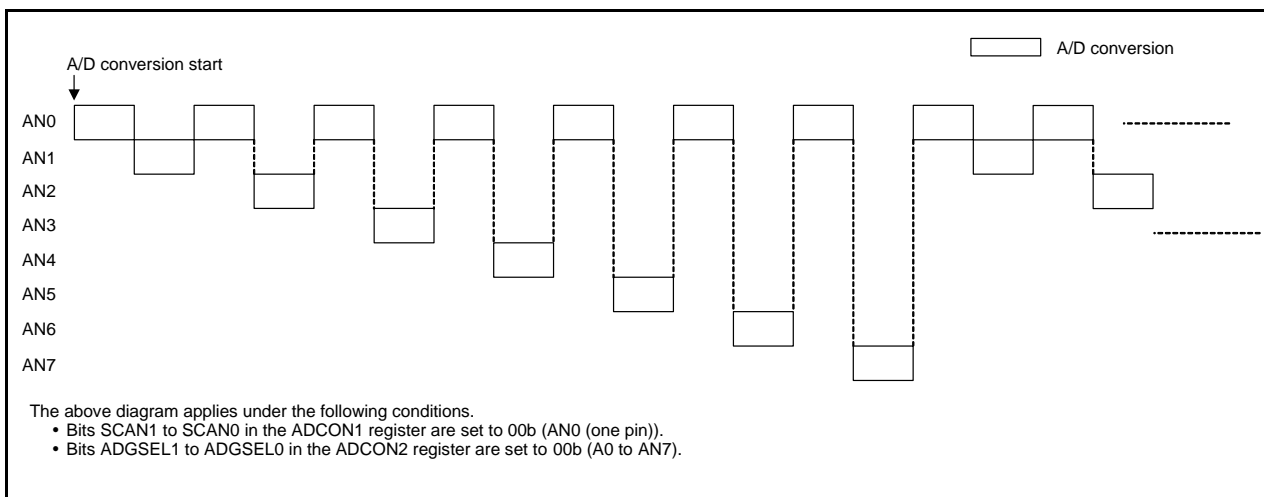 A/D conversion
A/D conversion start
AN0
AN1
AN2
AN3
AN4
AN5
AN6
AN7
The above diagram applies under the following conditions.
• Bits SCAN1 to SCAN0 in the ADCON1 register are set to 00b (AN0 (one pin)).
• Bits ADGSEL1 to ADGSEL0 in the ADCON2 register are set to 00b (A0 to AN7).